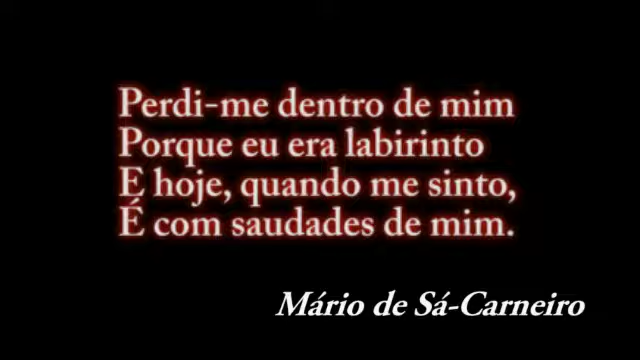 Perdi-me dentro de mim
Porque eu era labirinto
E hoje, quando me sinto,
É com saudades de mim.
Mário de Sá-Carneiro